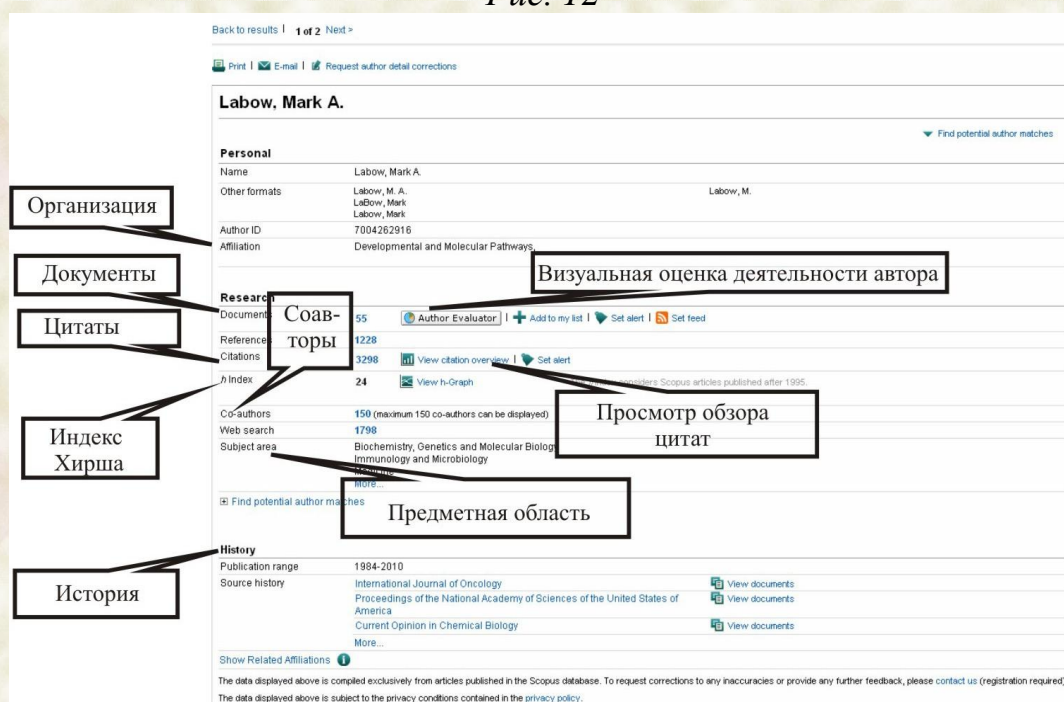 Рис. 12
Back to results | 1 of 2 Next >
Print | E-mail | Request author detail corrections
Labow, Mark A.
Find potential author matches
Personal
Name Labow, Mark A.
Other formats Labow, M. A. Labow, M.
LaBow, Mark
Labow, Mark
Организация
Author ID 7004262916
Affiliation Developmental and Molecular Pathways,
Документы
Визуальная оценка деятельности автора
Research
Documents 55 Author Evaluator | Add to my list | Set alert | Set feed
Соав-
торы
Цитаты
References 1228
Citations 3298 View citation overview | Set alert
h Index 24 View h-Graph considers Scopus articles published after 1995.
Co-authors 150 (maximum 150 co-authors can be displayed)
Просмотр обзора
цитат
Web search 1798
Индекс
Хирша
Subject area Biochemistry, Genetics and Molecular Biology
Immunology and Microbiology
More...
Find potential author matches
Предметная область
History
Publication range 1984-2010
История
Source history International Journal of Oncology View documents
Proceedings of the National Academy of Sciences of the United States of View documents
America
Current Opinion in Chemical Biology View documents
More...
Show Related Affiliations
The data displayed above is compiled exclusively from articles published in the Scopus database. To request corrections to any inaccuracies or provide any further feedback, please contact us (registration required)
The data displayed above is subject to the privacy conditions contained in the privacy policy.